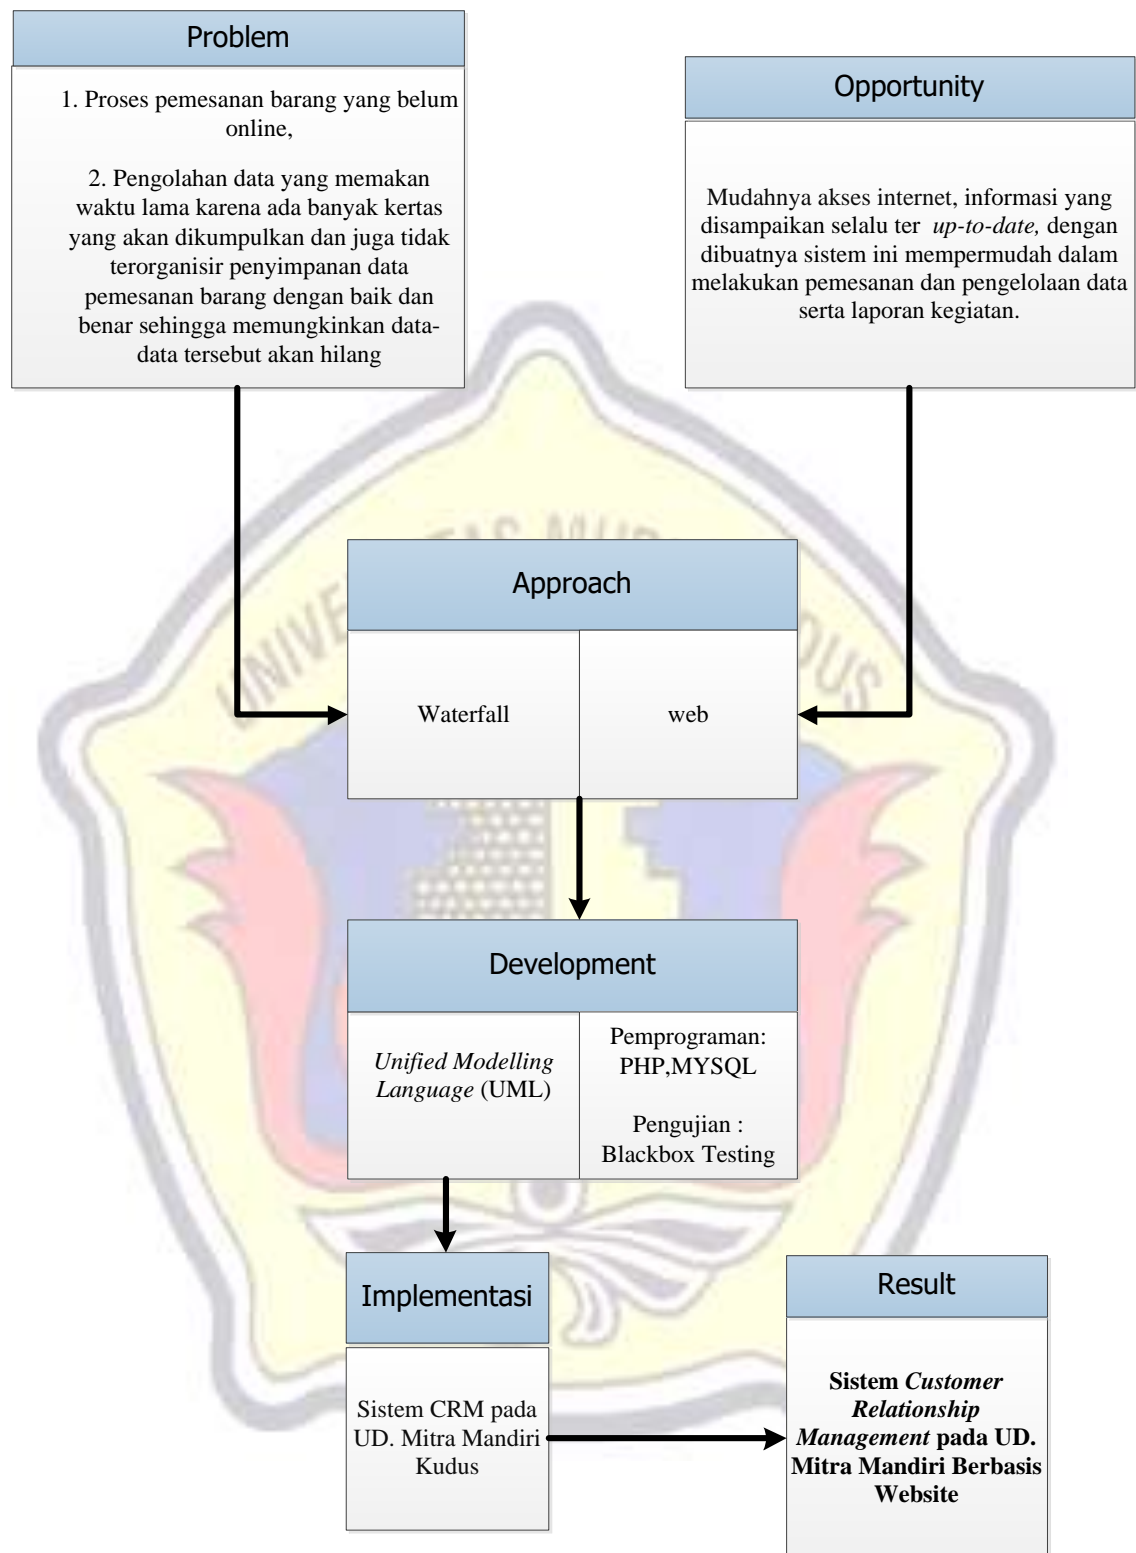 Problem
1. Proses pemesanan barang yang belum
online,
2. Pengolahan data yang memakan
waktu lama karena ada banyak kertas
yang akan dikumpulkan dan juga tidak
terorganisir penyimpanan data
pemesanan barang dengan baik dan
benar sehingga memungkinkan data-
data tersebut akan hilang
Opportunity
Mudahnya akses internet, informasi yang
disampaikan selalu ter up-to-date, dengan
dibuatnya sistem ini mempermudah dalam
melakukan pemesanan dan pengelolaan data
serta laporan kegiatan.
Approach
Waterfall
web
Development
Unified Modelling
Language (UML)
Pemprograman:
PHP,MYSQL
Pengujian :
Blackbox Testing
Implementasi
Sistem CRM pada
UD. Mitra Mandiri
Kudus
Result
Sistem Customer
Relationship
Management pada UD.
Mitra Mandiri Berbasis
Website